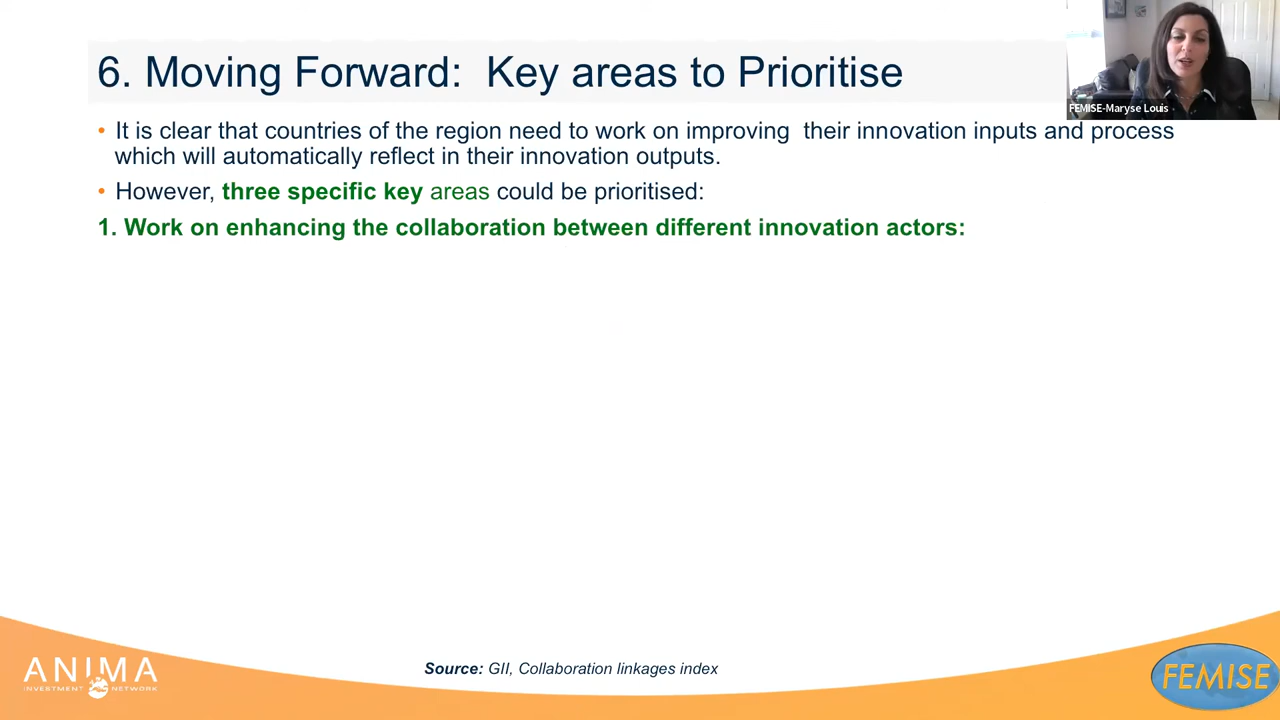 6. Moving Forward: Key areas to Prioritise
FEMISE-Maryse Louis
• It is clear that countries of the region need to work on improving their innovation inputs and process
which will automatically reflect in their innovation outputs.
• However, three specific key areas could be prioritised:
1. Work on enhancing the collaboration between different innovation actors:
Source: GII, Collaboration linkages index
ANIMA
INVESTMENT NETWORK
FEMISE